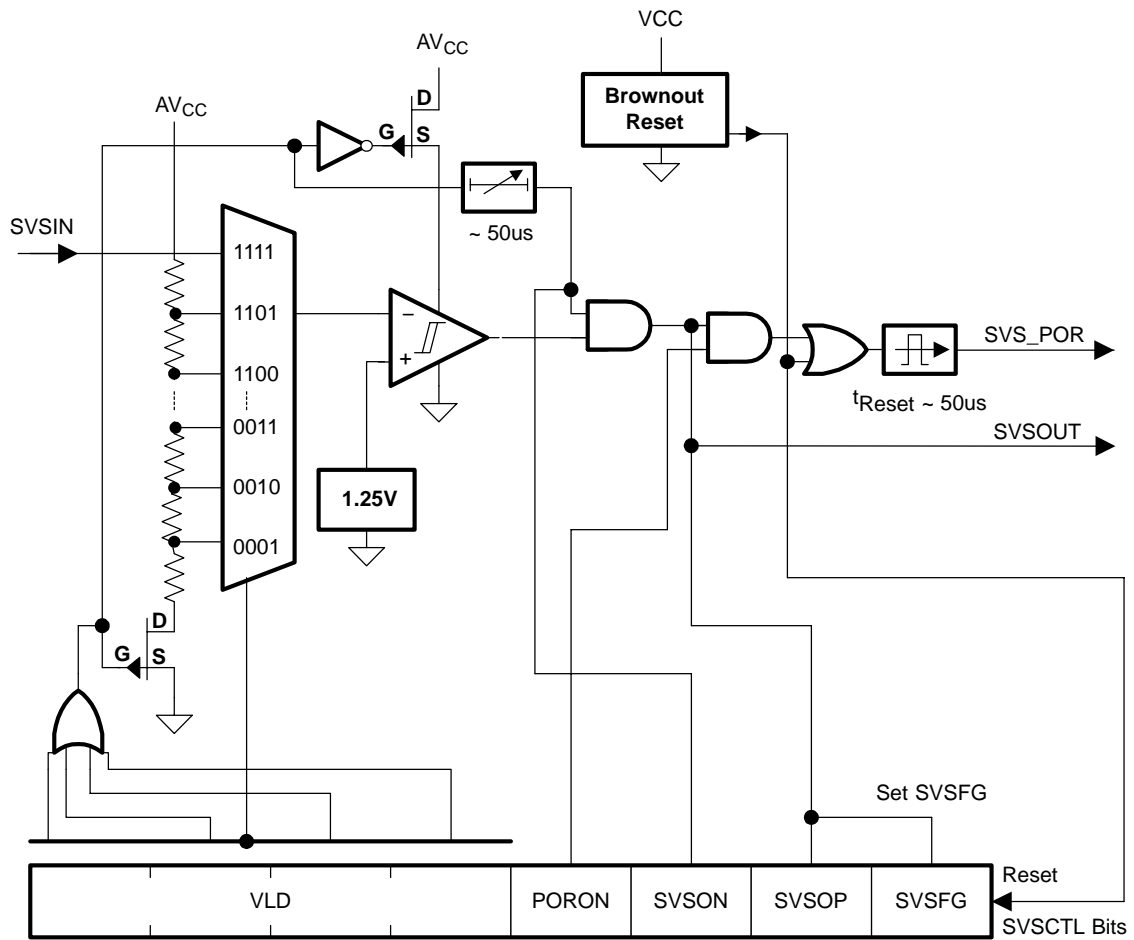 VCC
AVCC
Brownout
Reset
AVCC
D
G S
SVSIN
~ 50us
1111
1101
1100
0011
0010
0001
–
+
1.25V
SVS_POR
tReset ~ 50us
SVSOUT
D
G S
Set SVSFG
Reset
VLD PORON SVSON SVSOP SVSFG
SVSCTL Bits